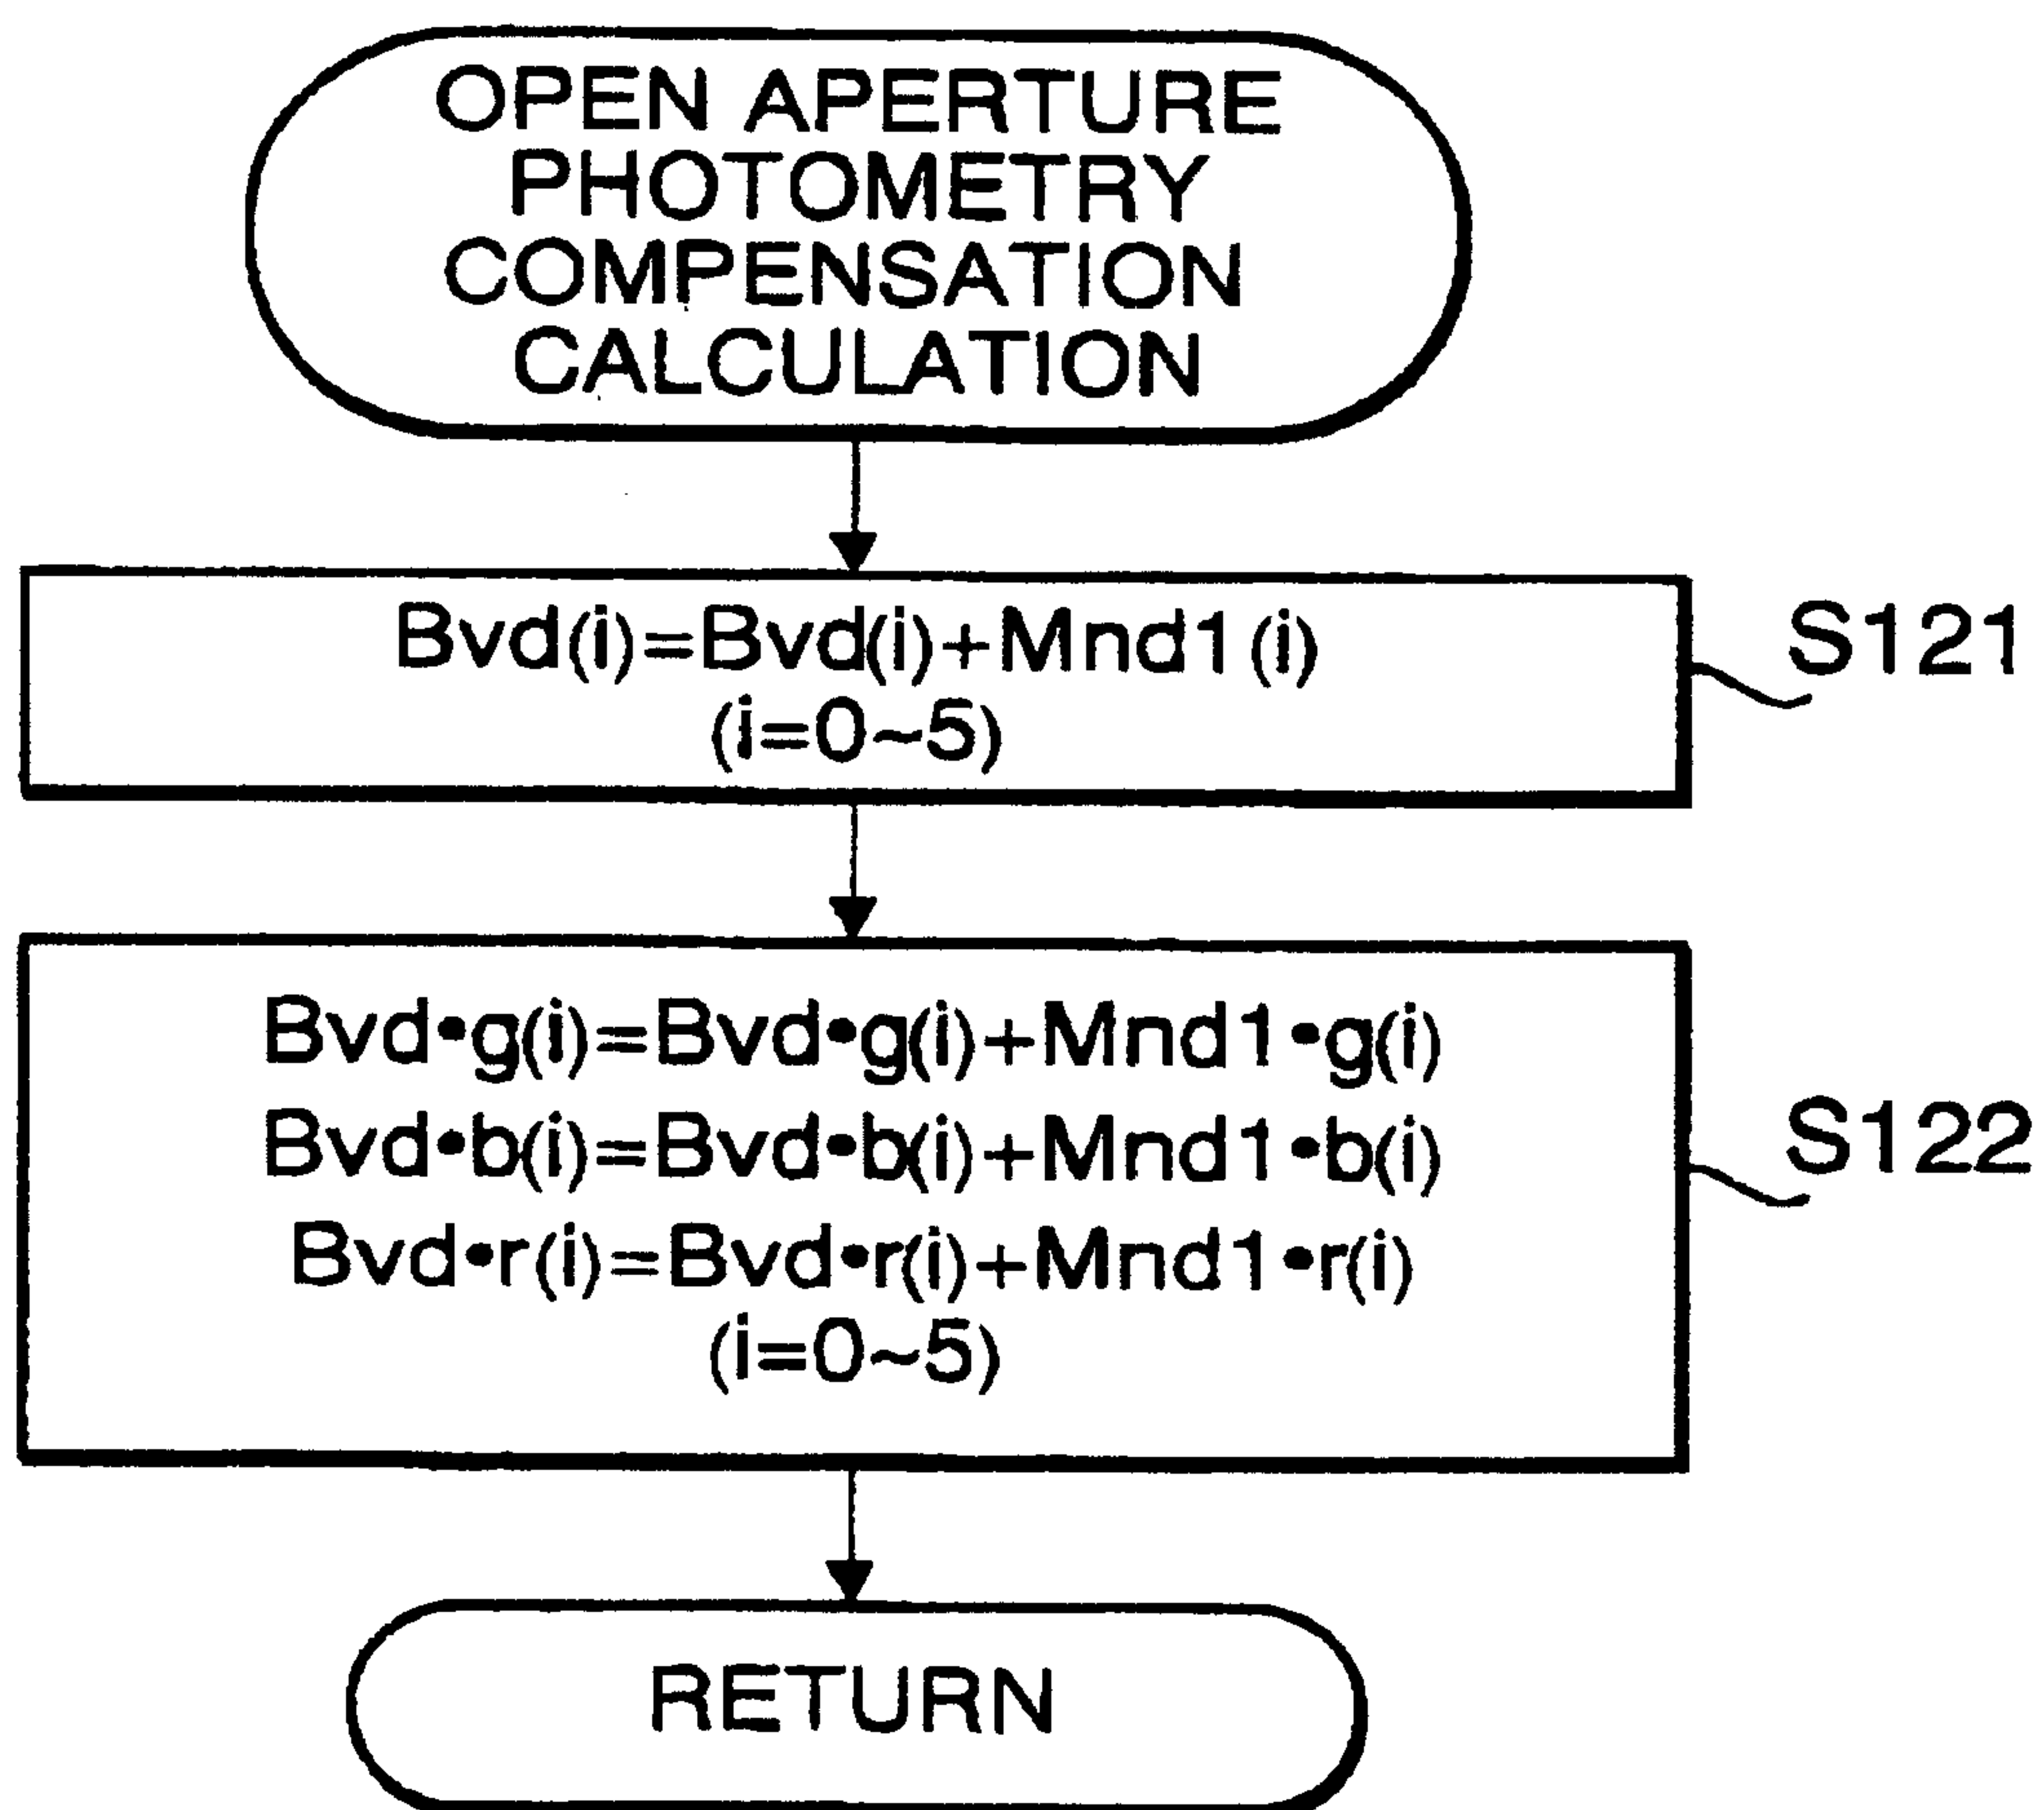 OPEN APERTURE
PHOTOMETRY
COMPENSATION
CALCULATION
Bvd(i)=Bvd(i)+Mnd1(i)
(i=0~5)
S121
Bvd•g(i)=Bvd•g(i)+Mnd1•g(i)
Bvd•b(i)=Bvd•b(i)+Mnd1•b(i)
Bvd•r(i)=Bvd•r(i)+Mnd1•r(i)
(i=0~5)
S122
RETURN